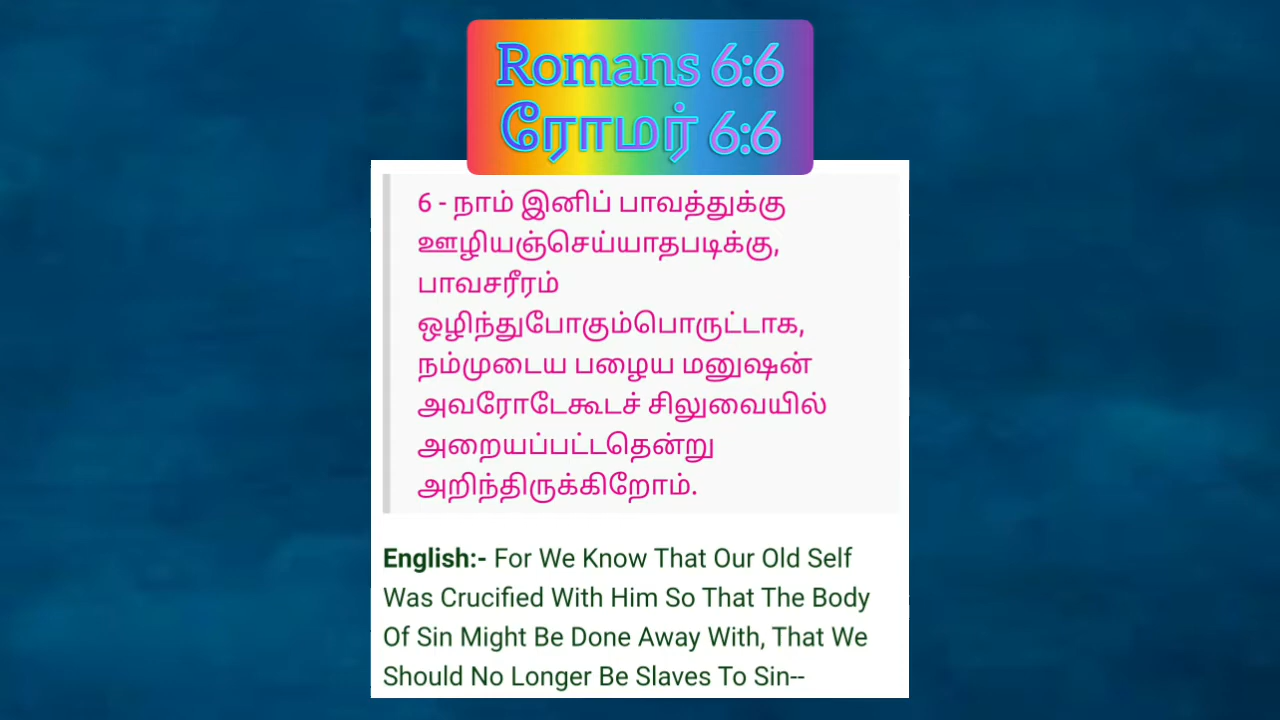 Romans 6:6
ரோமர் 6:6
6 - நாம் இனிப் பாவத்துக்கு
ஊழியஞ்செய்யாதபடிக்கு,
பாவசரீரம்
ஒழிந்துபோகும்பொருட்டாக,
நம்முடைய பழைய மனுஷன்
அவரோடேகூடச் சிலுவையில்
அறையப்பட்டதென்று
அறிந்திருக்கிறோம்.
English:- For We Know That Our Old Self
Was Crucified With Him So That The Body
Of Sin Might Be Done Away With, That We
Should No Longer Be Slaves To Sin--